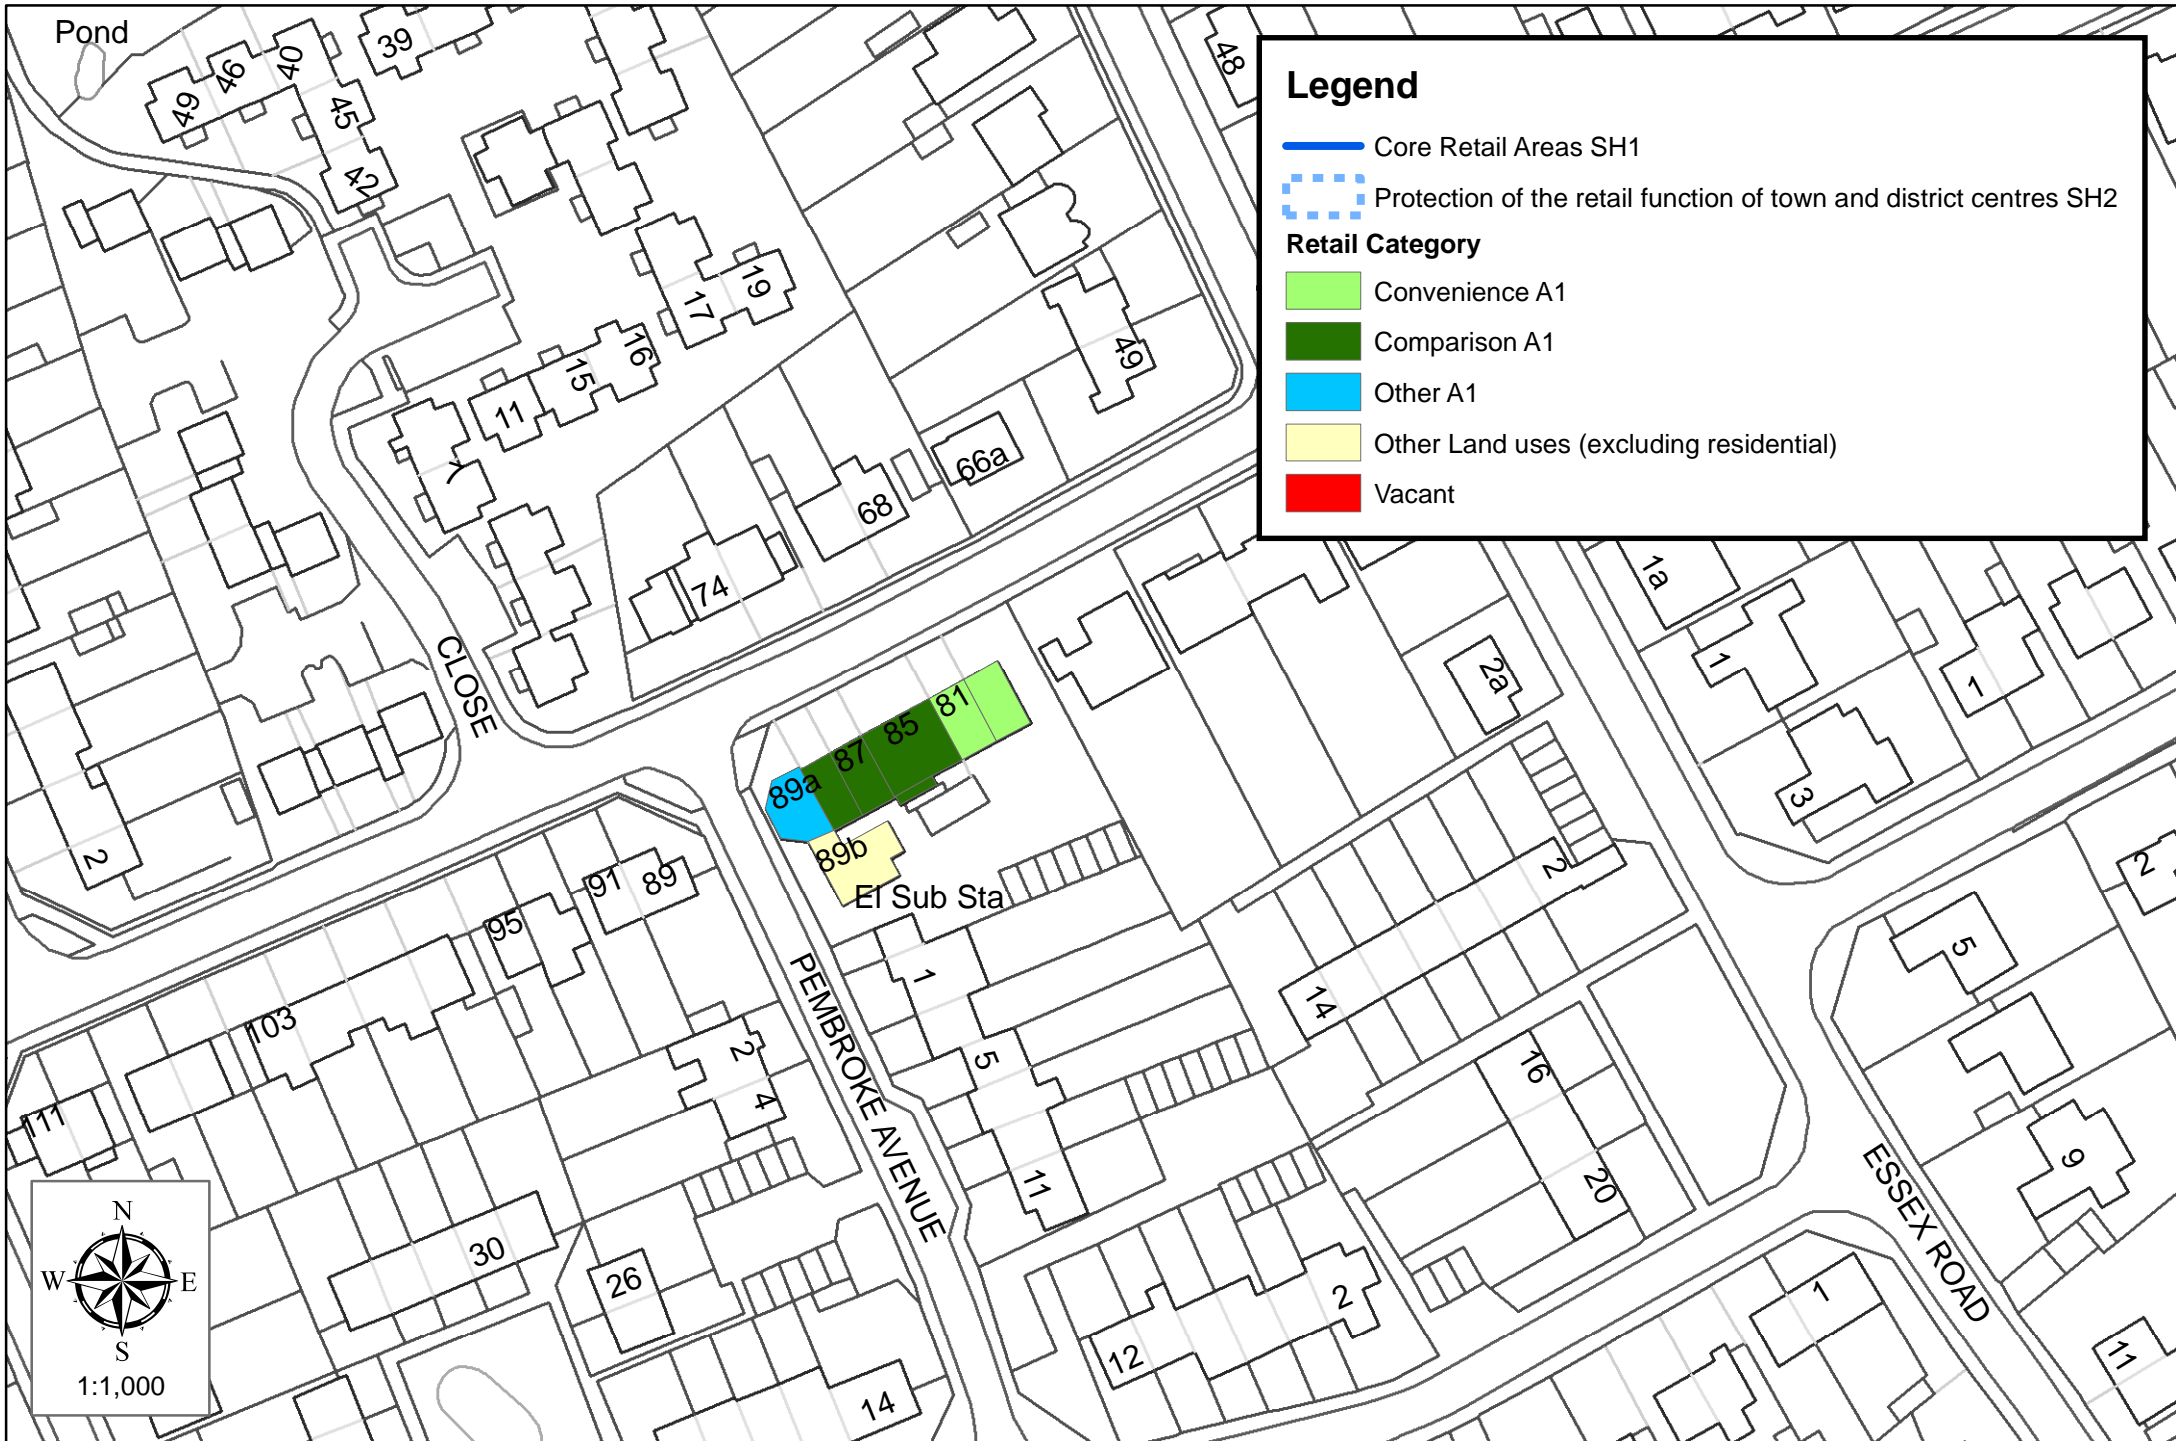 Pond
49
46
40
39
45
42
48
Legend
Core Retail Areas SH1
Protection of the retail function of town and district centres SH2
Retail Category
Convenience A1
Comparison A1
Other A1
Other Land uses (excluding residential)
Vacant
19
17
16
15
11
7
49
66a
68
74
CLOSE
1a
1
1
2a
3
2
81
85
87
89a
89b
El Sub Sta
2
91
89
95
103
111
PEMBROKE AVENUE
1
5
11
2
4
2
14
16
20
5
9
ESSEX ROAD
1
11
30
26
14
12
2
N
W
E
S
1:1,000